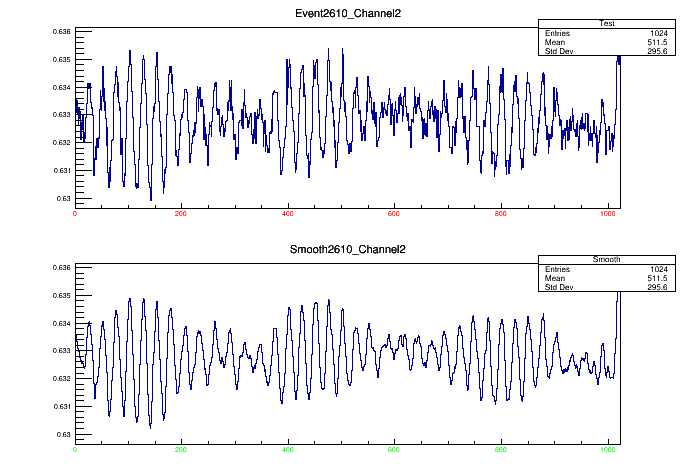 Event2610_Channel2
Test
Entries 1024
Mean 511.5
Std Dev 295.6
0.636
0.635
0.634
0.633
0.632
0.631
0.63
0 200 400 600 800 1000
Smooth2610_Channel2
Smooth
Entries 1024
Mean 511.5
Std Dev 295.6
0.636
0.635
0.634
0.633
0.632
0.631
0.63
0 200 400 600 800 1000